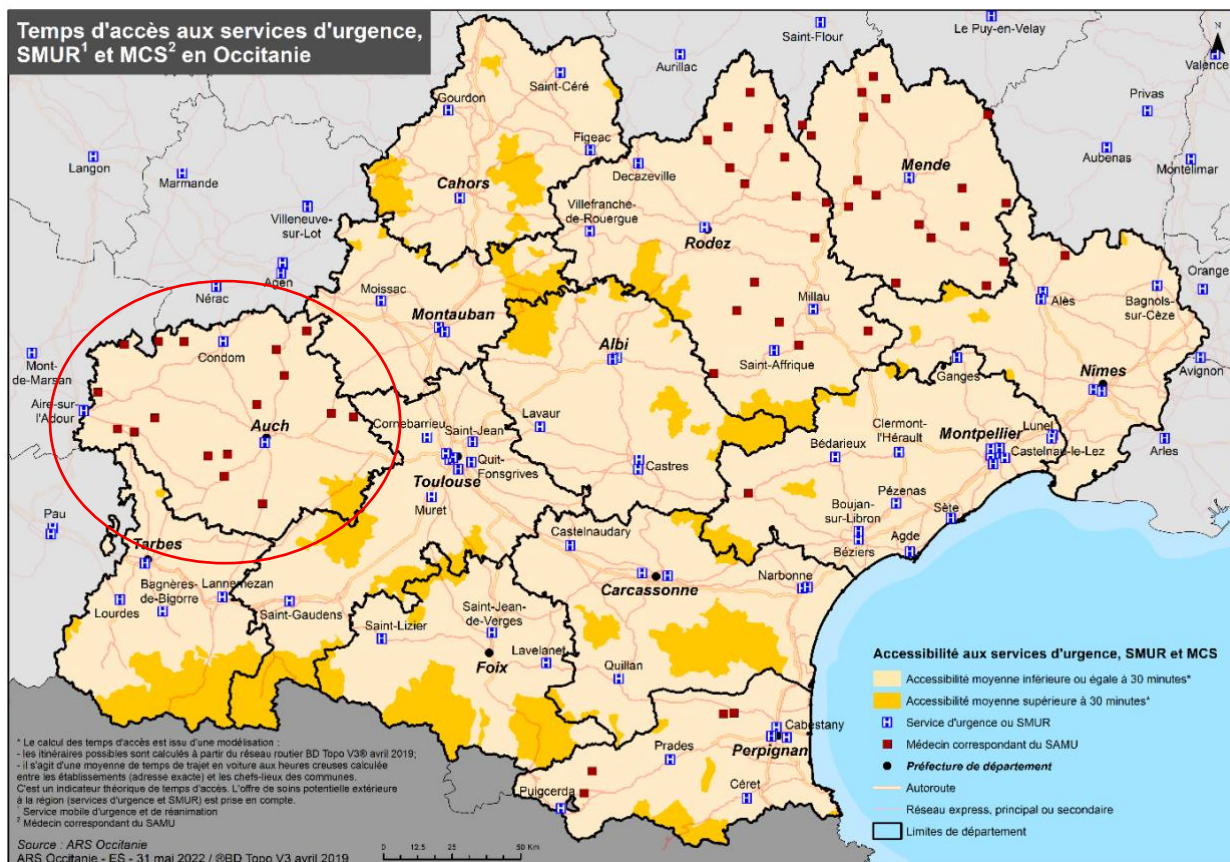 Temps d'accès aux services d'urgence,
SMUR¹ et MCS² en Occitanie
Saint-Flour
Le Puy-en-Velay
N
Aurillac
Valence
Saint-Céré
Gourdon
Privas
Figeac
Langon
Marmande
Decazeville
Mende
Aubenas
Montélimar
Cahors
Villeneuve-
sur-Lot
Villefranche-
de-Rouergue
Rodez
Agen
Nérac
Moissac
Orange
Alès
Bagnols-
sur-Cèze
Millau
Montauban
Condom
Albi
Saint-Affrique
Mont-
de-Marsan
Ganges
Nîmes
Avignon
Aire-sur-
l'Adour
Auch
Cornebarrieu
Saint-Jean
Lavaur
Clermont-
l'Hérault
Montpellier
Lunel
Bédarieux
Castelnau-le-Lez
Arles
Quit-
Fonsgrives
Castres
Toulouse
Muret
Pézenas
Boujan-
sur-Libron
Sète
Pau
Tarbes
Castelnaudary
Agde
Béziers
Bagnères-
de-Bigorre
Lannemezan
Carcassonne
Narbonne
Lourdes
Saint-Gaudens
Saint-Jean-
de-Verges
Saint-Lizier
Lavelanet
Foix
Quillan
Cabestany
Perpignan
Prades
Céret
Puigcerda
Accessibilité aux services d'urgence, SMUR et MCS
Accessibilité moyenne inférieure ou égale à 30 minutes*
Accessibilité moyenne supérieure à 30 minutes*
H Service d'urgence ou SMUR
Médecin correspondant du SAMU
Préfecture de département
Autoroute
Réseau express, principal ou secondaire
Limites de département
* Le calcul des temps d'accès est issu d'une modélisation :
- les itinéraires possibles sont calculés à partir du réseau routier BD Topo V3® avril 2019;
- il s'agit d'une moyenne de temps de trajet en voiture aux heures creuses calculée
entre les établissements (adresse exacte) et les chefs-lieux des communes.
C'est un indicateur théorique de temps d'accès. L'offre de soins potentielle extérieure
à la région (services d'urgence et SMUR) est prise en compte.
¹ Service mobile d'urgence et de réanimation
² Médecin correspondant du SAMU
Source : ARS Occitanie
ARS Occitanie - ES - 31 mai 2022 / ®BD Topo V3 avril 2019
0 12.5 25 50 Km